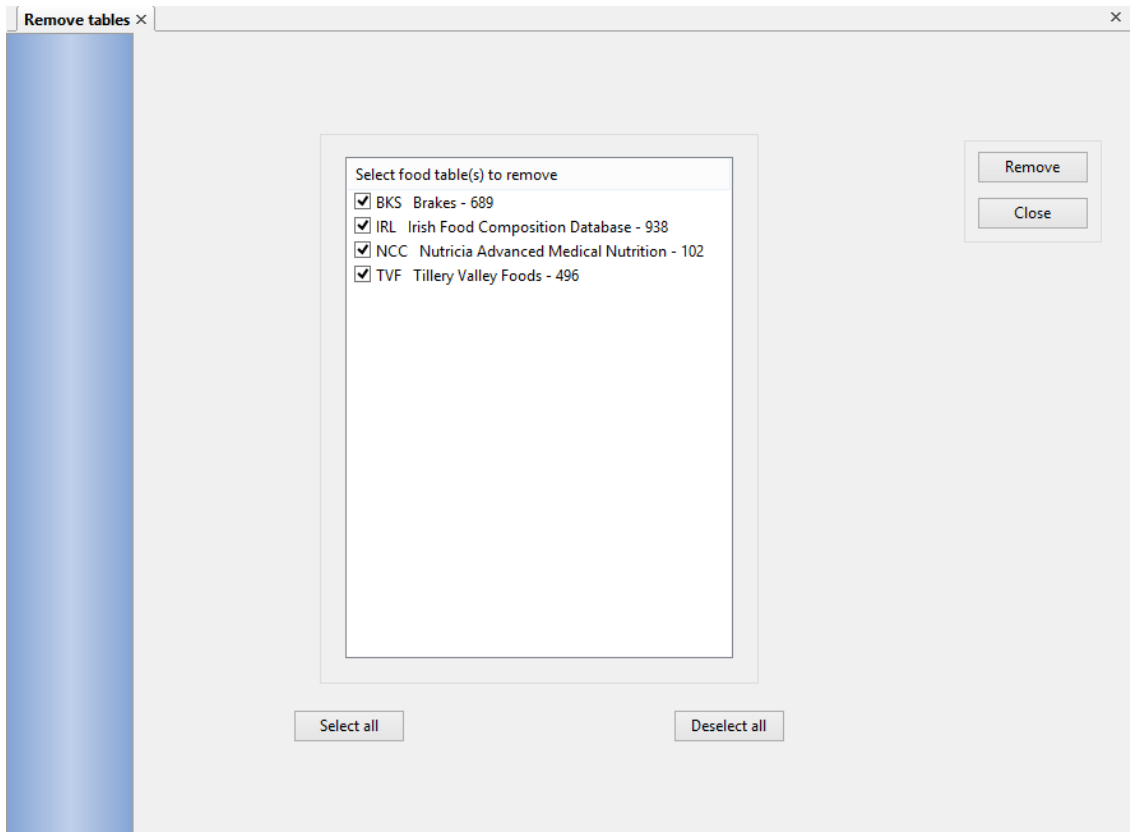 Remove tables
Select food table(s) to remove
BKS Brakes - 689
IRL Irish Food Composition Database - 938
NCC Nutricia Advanced Medical Nutrition - 102
TVF Tillery Valley Foods - 496
Remove
Close
Select all
Deselect all